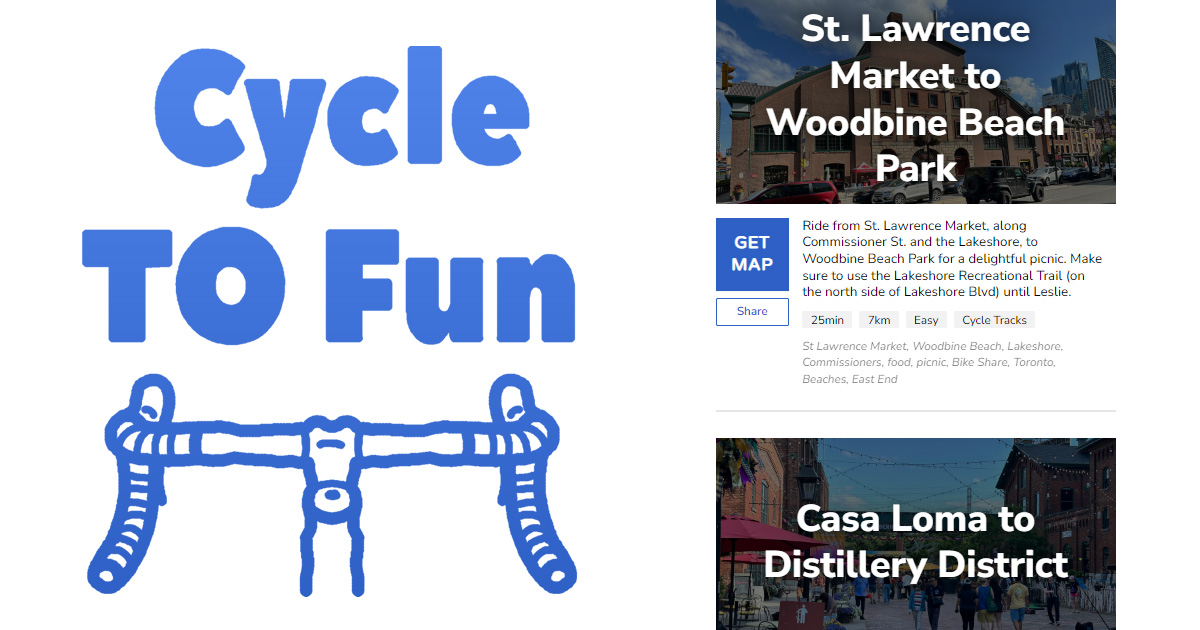 Cycle
TO Fun
St. Lawrence
Market to
Woodbine Beach
Park
GET
MAP
Share
Ride from St. Lawrence Market, along
Commissioner St. and the Lakeshore, to
Woodbine Beach Park for a delightful picnic. Make
sure to use the Lakeshore Recreational Trail (on
the north side of Lakeshore Blvd) until Leslie.
25min 7km Easy Cycle Tracks
St Lawrence Market, Woodbine Beach, Lakeshore,
Commissioners, food, picnic, Bike Share, Toronto,
Beaches, East End
Casa Loma to
Distillery District